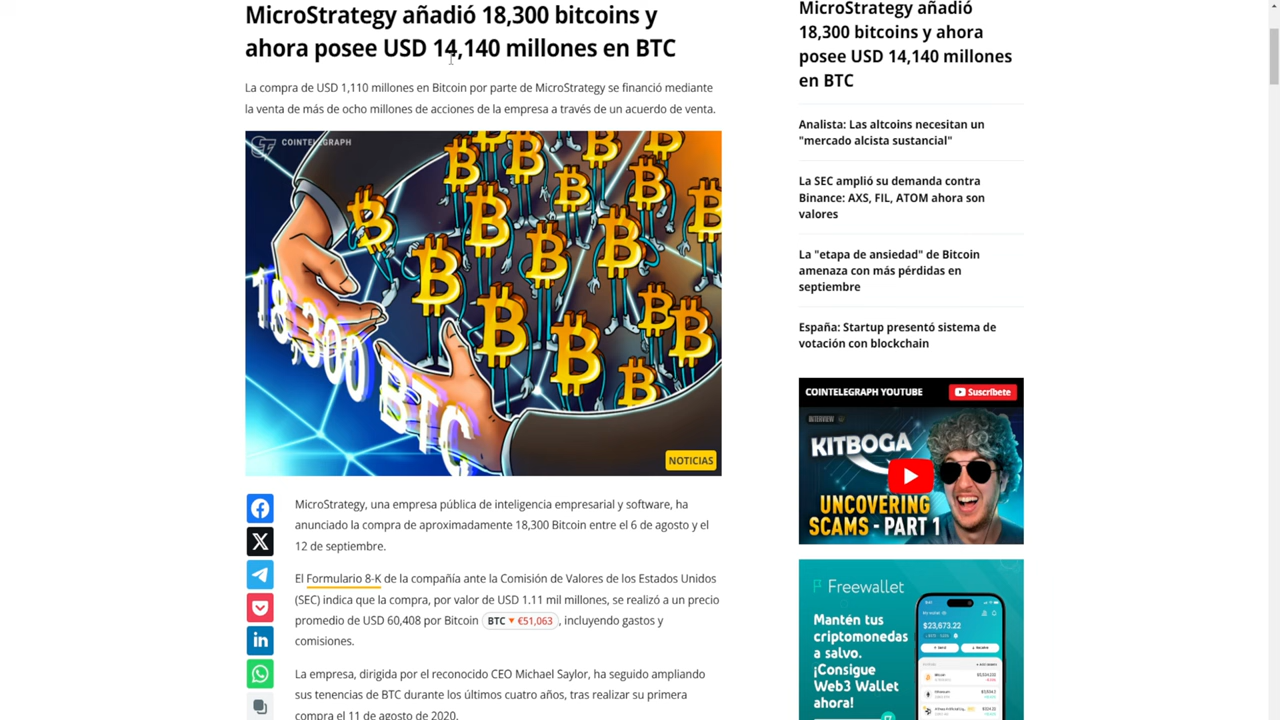 MicroStrategy añadió 18,300 bitcoins y
ahora posee USD 14,140 millones en BTC
La compra de USD 1,110 millones en Bitcoin por parte de MicroStrategy se financió mediante
la venta de más de ocho millones de acciones de la empresa a través de un acuerdo de venta.
COINTELEGRAPH
18,300 BTC
NOTICIAS
MicroStrategy, una empresa pública de inteligencia empresarial y software, ha
anunciado la compra de aproximadamente 18,300 Bitcoin entre el 6 de agosto y el
12 de septiembre.
El Formulario 8-K de la compañía ante la Comisión de Valores de los Estados Unidos
(SEC) indica que la compra, por valor de USD 1.11 mil millones, se realizó a un precio
promedio de USD 60,408 por Bitcoin BTC ▼ €51,063 , incluyendo gastos y
comisiones.
La empresa, dirigida por el reconocido CEO Michael Saylor, ha seguido ampliando
sus tenencias de BTC durante los últimos cuatro años, tras realizar su primera
compra el 11 de agosto de 2020.
MicroStrategy añadió
18,300 bitcoins y ahora
posee USD 14,140 millones
en BTC
Analista: Las altcoins necesitan un
"mercado alcista sustancial"
La SEC amplió su demanda contra
Binance: AXS, FIL, ATOM ahora son
valores
La "etapa de ansiedad" de Bitcoin
amenaza con más pérdidas en
septiembre
España: Startup presentó sistema de
votación con blockchain
COINTELEGRAPH YOUTUBE
Suscríbete
INTERVIEW
KITBOGA
UNCOVERING
SCAMS - PART 1
Freewallet
Mantén tus
criptomonedas
a salvo.
¡Consigue
Web3 Wallet
ahora!
$23,673.22